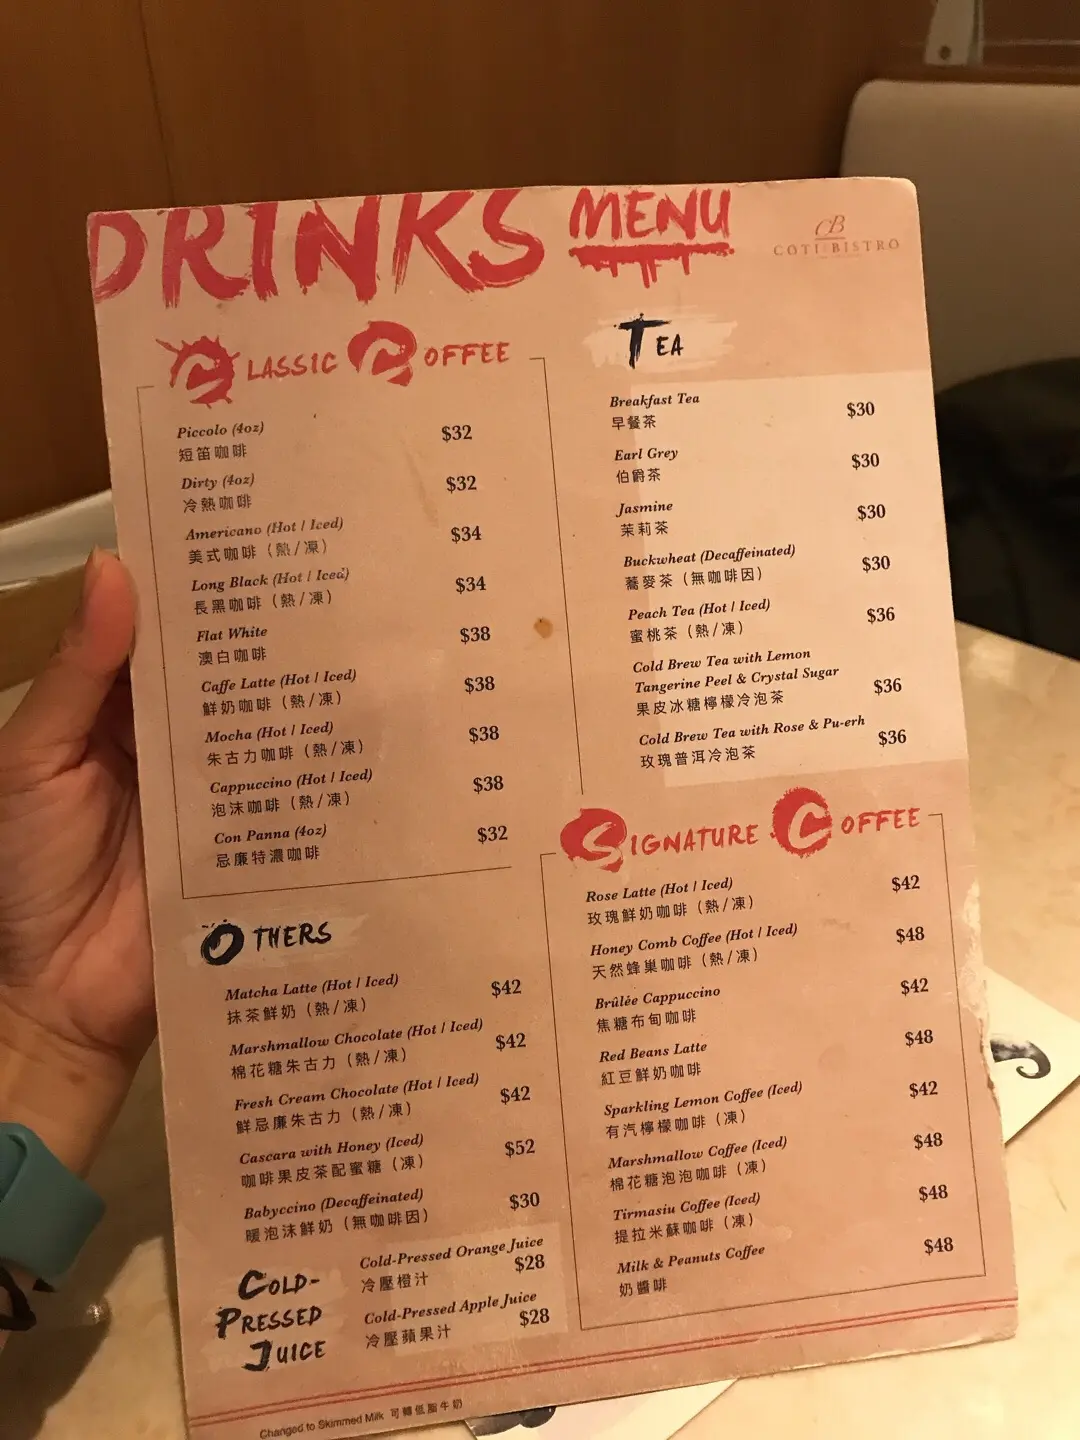 DRINKS MENU
CB
COTI BISTRO
CLASSIC COFFEE
Piccolo (4oz) $32
短笛咖啡
Dirty (4oz) $32
冷熱咖啡
Americano (Hot / Iced) $34
美式咖啡（熱/凍）
Long Black (Hot / Iced) $34
長黑咖啡（熱/凍）
Flat White $38
澳白咖啡
Caffe Latte (Hot / Iced) $38
鮮奶咖啡（熱/凍）
Mocha (Hot / Iced) $38
朱古力咖啡（熱/凍）
Cappuccino (Hot / Iced) $38
泡沫咖啡（熱/凍）
Con Panna (4oz) $32
忌廉特濃咖啡
OTHERS
Matcha Latte (Hot / Iced) $42
抹茶鮮奶（熱/凍）
Marshmallow Chocolate (Hot / Iced) $42
棉花糖朱古力（熱/凍）
Fresh Cream Chocolate (Hot / Iced) $42
鮮忌廉朱古力（熱/凍）
Cascara with Honey (Iced) $52
咖啡果皮茶配蜜糖（凍）
Babyccino (Decaffeinated) $30
暖泡沫鮮奶（無咖啡因）
COLD-
PRESSED
JUICE
Cold-Pressed Orange Juice $28
冷壓橙汁
Cold-Pressed Apple Juice $28
冷壓蘋果汁
TEA
Breakfast Tea $30
早餐茶
Earl Grey $30
伯爵茶
Jasmine $30
茉莉茶
Buckwheat (Decaffeinated) $30
蕎麥茶（無咖啡因）
Peach Tea (Hot / Iced) $36
蜜桃茶（熱/凍）
Cold Brew Tea with Lemon
Tangerine Peel & Crystal Sugar $36
果皮冰糖檸檬冷泡茶
Cold Brew Tea with Rose & Pu-erh $36
玫瑰普洱冷泡茶
SIGNATURE COFFEE
Rose Latte (Hot / Iced) $42
玫瑰鮮奶咖啡（熱/凍）
Honey Comb Coffee (Hot / Iced) $48
天然蜂巢咖啡（熱/凍）
Brûlée Cappuccino $42
焦糖布甸咖啡
Red Beans Latte $48
紅豆鮮奶咖啡
Sparkling Lemon Coffee (Iced) $42
有汽檸檬咖啡（凍）
Marshmallow Coffee (Iced) $48
棉花糖泡泡咖啡（凍）
Tirmasiu Coffee (Iced) $48
提拉米蘇咖啡（凍）
Milk & Peanuts Coffee $48
奶醬啡
Changed to Skimmed Milk 可轉低脂牛奶